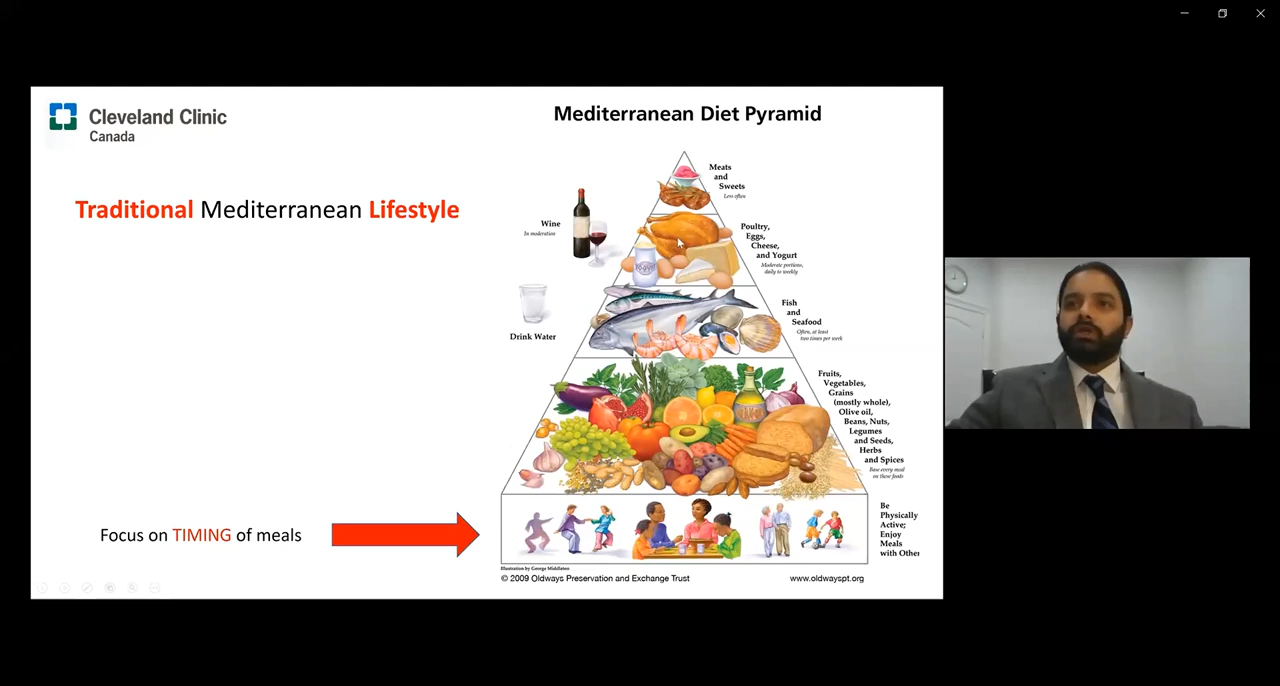 Cleveland Clinic
Canada
Mediterranean Diet Pyramid
Traditional Mediterranean Lifestyle
Meats
and
Sweets
Less often
Wine
In moderation
Poultry,
Eggs,
Cheese,
and Yogurt
Moderate portions,
daily to weekly
Drink Water
Fish
and
Seafood
Often, at least
two times per week
Fruits,
Vegetables,
Grains
(mostly whole),
Olive oil,
Beans, Nuts,
Legumes
and Seeds,
Herbs
and Spices
Base every meal
on these foods
Focus on TIMING of meals
Be
Physically
Active;
Enjoy
Meals
with Other
Illustration by George Middleton
© 2009 Oldways Preservation and Exchange Trust
www.oldwayspt.org